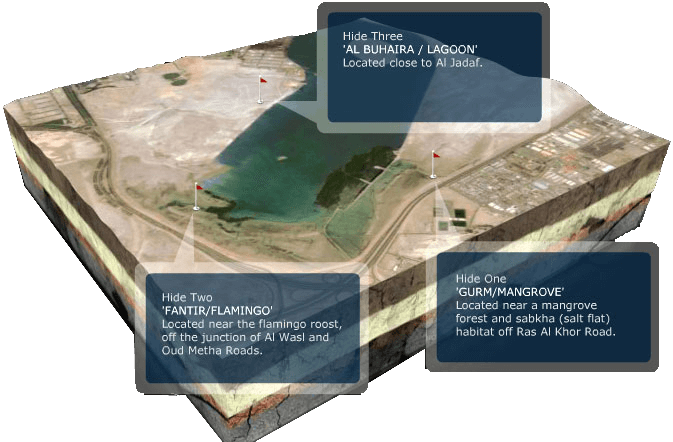 Hide Three
'AL BUHAIRA / LAGOON'
Located close to Al Jadaf.
Hide Two
'FANTIR/FLAMINGO'
Located near the flamingo roost,
off the junction of Al Wasl and
Oud Metha Roads.
Hide One
'GURM/MANGROVE'
Located near a mangrove
forest and sabkha (salt flat)
habitat off Ras Al Khor Road.